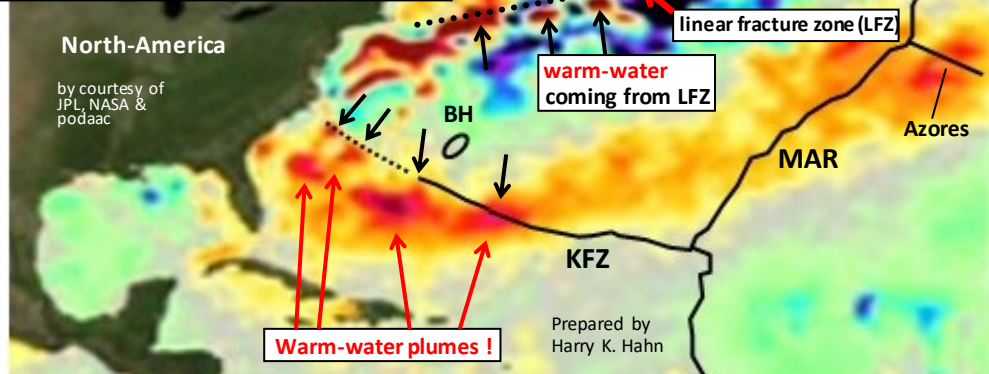 North-America
by courtesy of
JPL, NASA &
podaac
linear fracture zone (LFZ)
warm-water
coming from LFZ
BH
Azores
MAR
KFZ
Warm-water plumes !
Prepared by
Harry K. Hahn